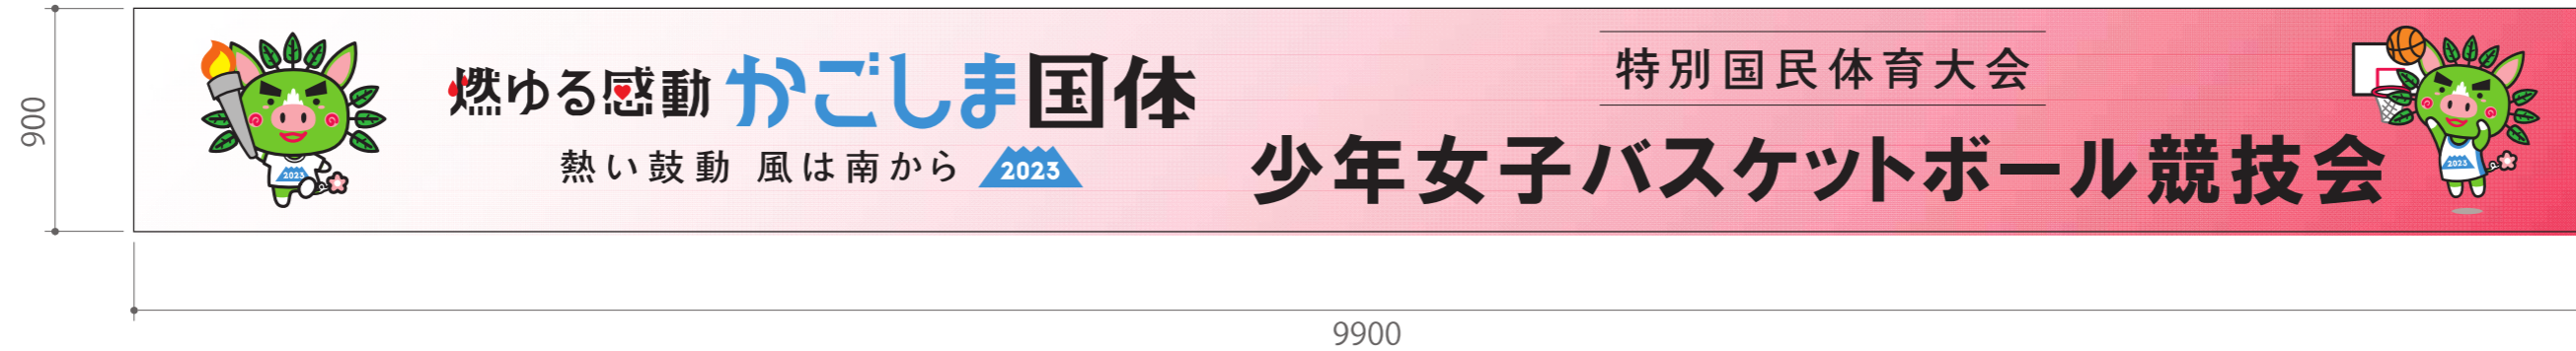 900
燃ゆる感動 かごしま国体
熱い鼓動 風は南から 2023
特別国民体育大会
少年女子バスケットボール競技会
2023
2023
9900